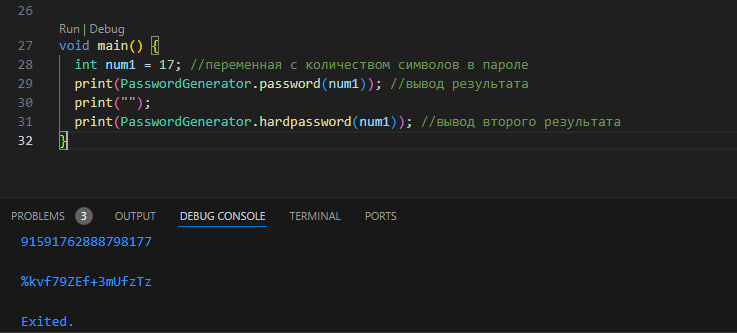 26
Run | Debug
27 void main() {
28 int num1 = 17; //переменная с количеством символов в пароле
29 print(PasswordGenerator.password(num1)); //вывод результата
30 print("");
31 print(PasswordGenerator.hardpassword(num1)); //вывод второго результата
32 }
PROBLEMS 3 OUTPUT DEBUG CONSOLE TERMINAL PORTS
91591762888798177
%kvf79ZEf+3mUfzTz
Exited.